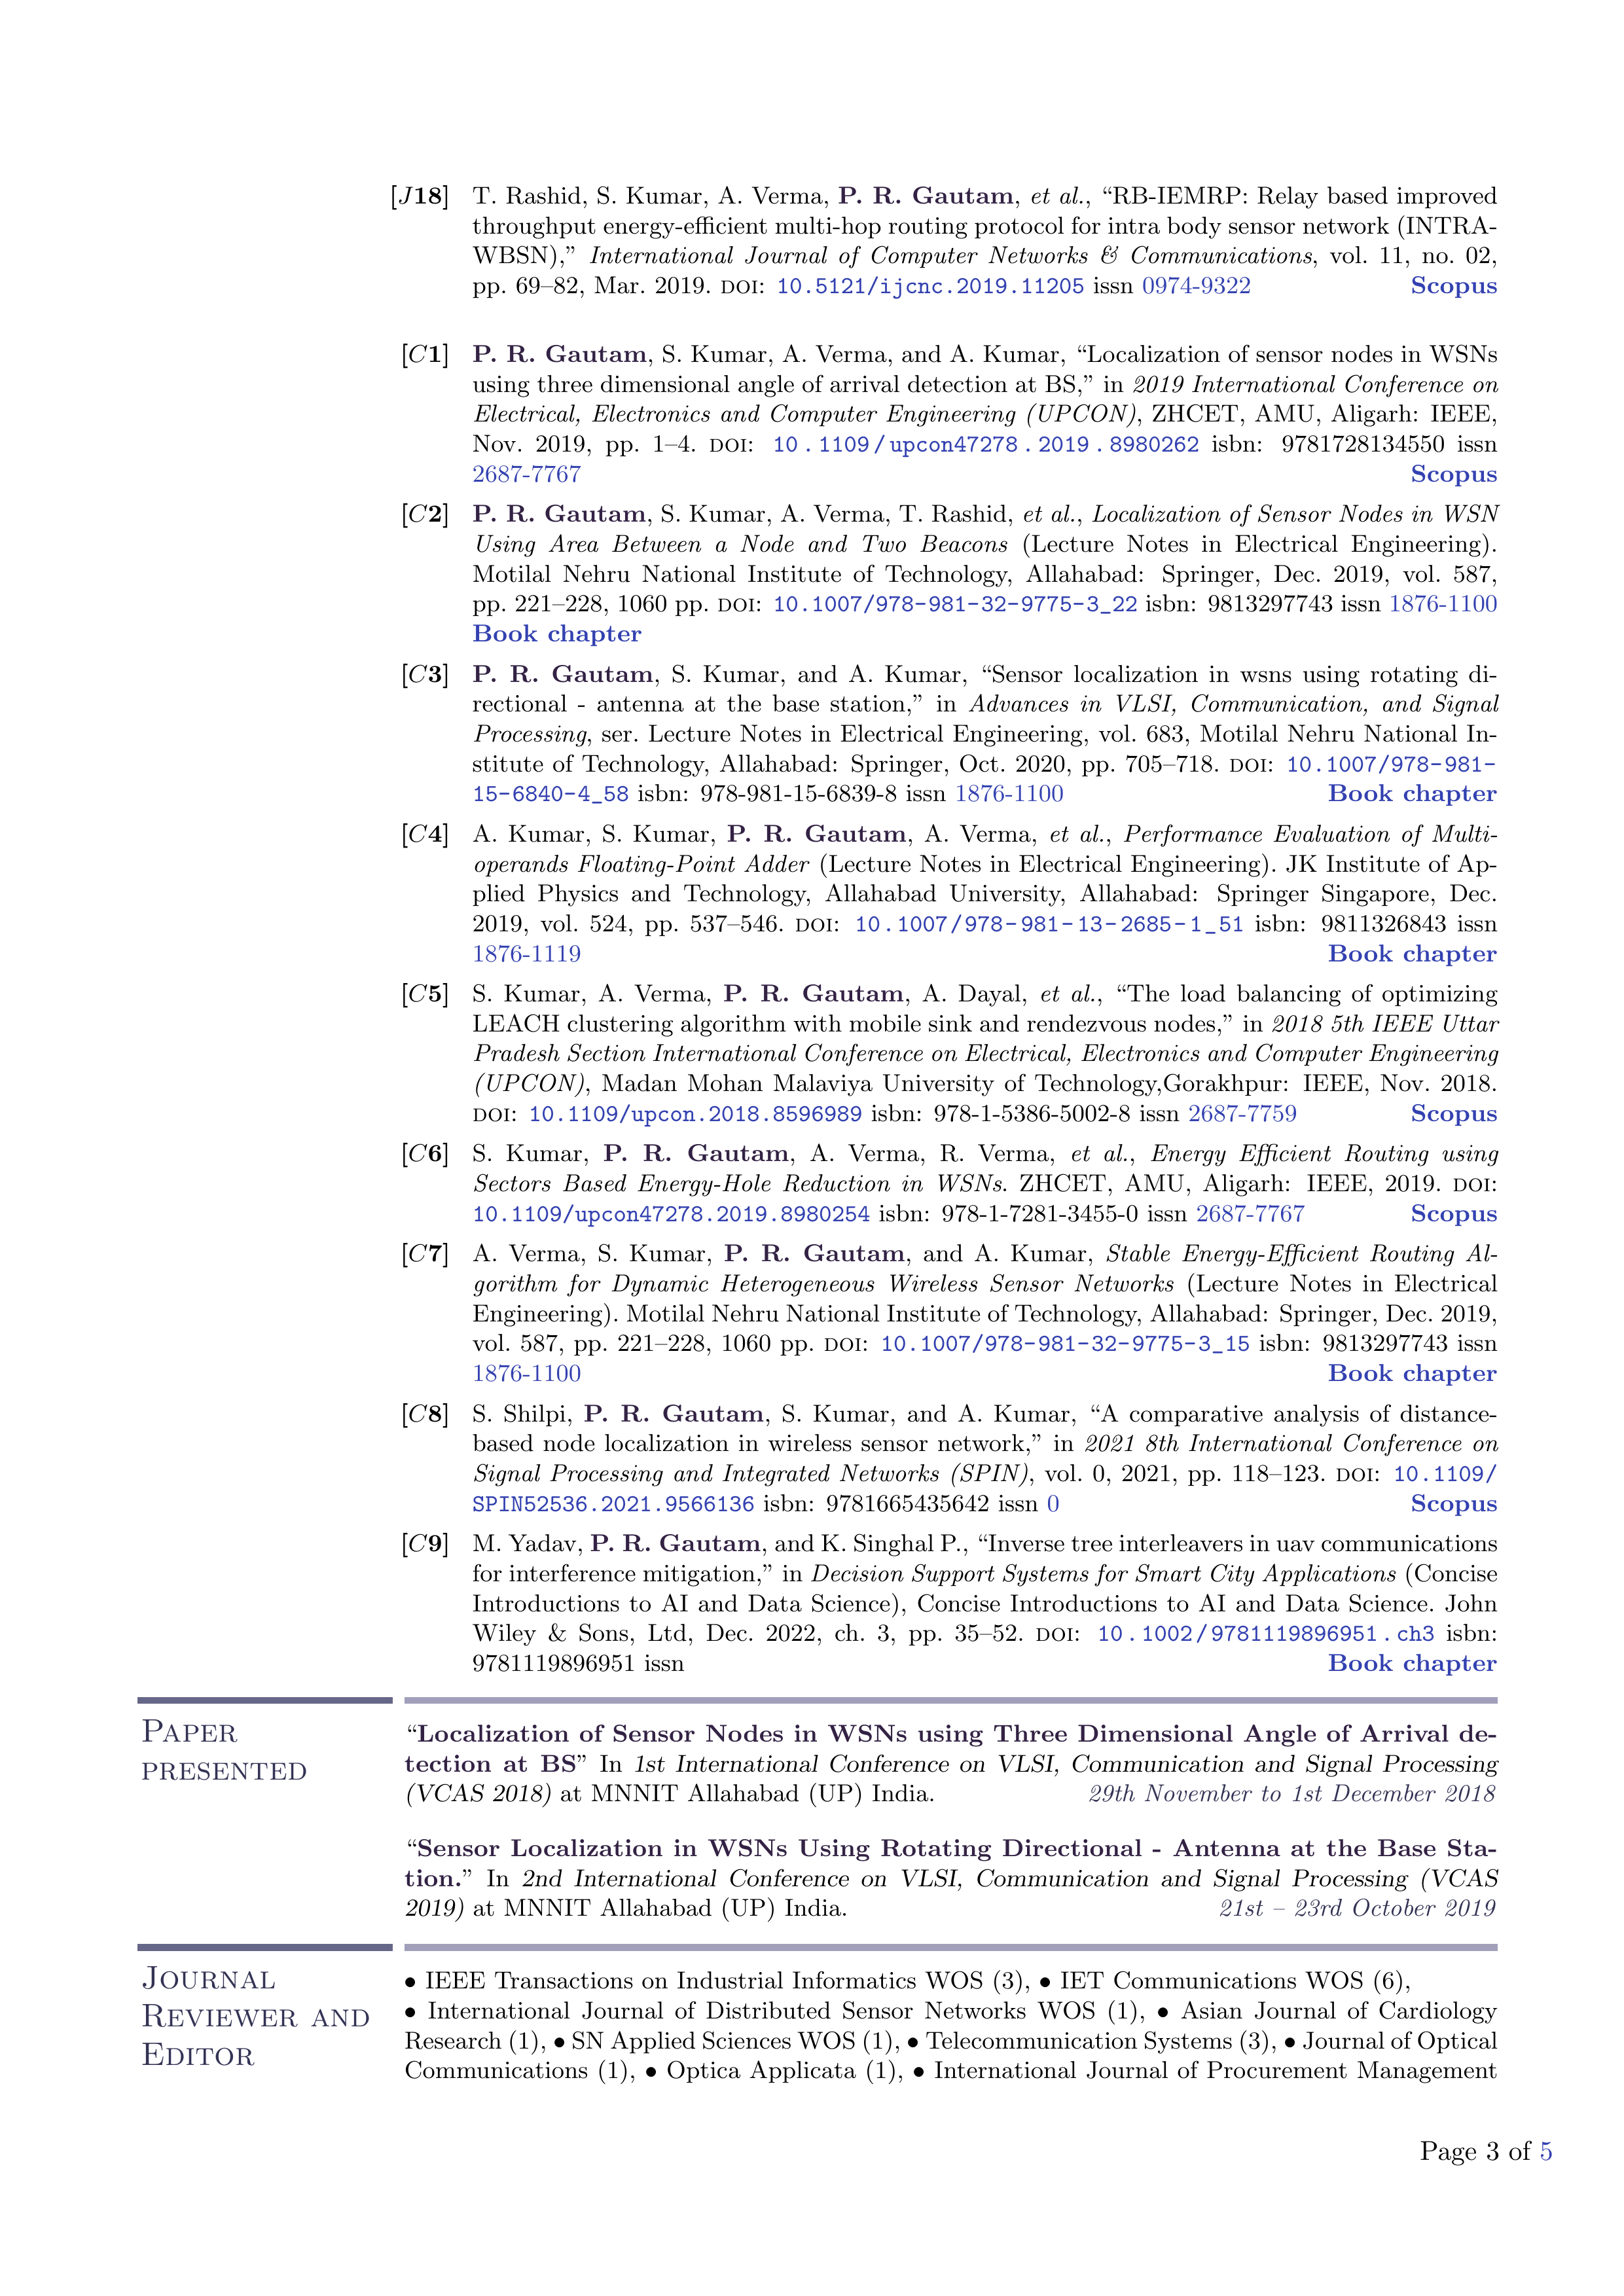 [J18] T. Rashid, S. Kumar, A. Verma, P. R. Gautam, et al., “RB-IEMRP: Relay based improved
throughput energy-efficient multi-hop routing protocol for intra body sensor network (INTRA-
WBSN),” International Journal of Computer Networks & Communications, vol. 11, no. 02,
pp. 69–82, Mar. 2019. DOI: 10.5121/ijcnc.2019.11205 issn 0974-9322 Scopus
[C1] P. R. Gautam, S. Kumar, A. Verma, and A. Kumar, “Localization of sensor nodes in WSNs
using three dimensional angle of arrival detection at BS,” in 2019 International Conference on
Electrical, Electronics and Computer Engineering (UPCON), ZHCET, AMU, Aligarh: IEEE,
Nov. 2019, pp. 1–4. DOI: 10.1109/upcon47278.2019.8980262 isbn: 9781728134550 issn
2687-7767 Scopus
[C2] P. R. Gautam, S. Kumar, A. Verma, T. Rashid, et al., Localization of Sensor Nodes in WSN
Using Area Between a Node and Two Beacons (Lecture Notes in Electrical Engineering).
Motilal Nehru National Institute of Technology, Allahabad: Springer, Dec. 2019, vol. 587,
pp. 221–228, 1060 pp. DOI: 10.1007/978-981-32-9775-3_22 isbn: 9813297743 issn 1876-1100
Book chapter
[C3] P. R. Gautam, S. Kumar, and A. Kumar, “Sensor localization in wsns using rotating di-
rectional - antenna at the base station,” in Advances in VLSI, Communication, and Signal
Processing, ser. Lecture Notes in Electrical Engineering, vol. 683, Motilal Nehru National In-
stitute of Technology, Allahabad: Springer, Oct. 2020, pp. 705–718. DOI: 10.1007/978-981-
15-6840-4_58 isbn: 978-981-15-6839-8 issn 1876-1100 Book chapter
[C4] A. Kumar, S. Kumar, P. R. Gautam, A. Verma, et al., Performance Evaluation of Multi-
operands Floating-Point Adder (Lecture Notes in Electrical Engineering). JK Institute of Ap-
plied Physics and Technology, Allahabad University, Allahabad: Springer Singapore, Dec.
2019, vol. 524, pp. 537–546. DOI: 10.1007/978-981-13-2685-1_51 isbn: 9811326843 issn
1876-1119 Book chapter
[C5] S. Kumar, A. Verma, P. R. Gautam, A. Dayal, et al., “The load balancing of optimizing
LEACH clustering algorithm with mobile sink and rendezvous nodes,” in 2018 5th IEEE Uttar
Pradesh Section International Conference on Electrical, Electronics and Computer Engineering
(UPCON), Madan Mohan Malaviya University of Technology,Gorakhpur: IEEE, Nov. 2018.
DOI: 10.1109/upcon.2018.8596989 isbn: 978-1-5386-5002-8 issn 2687-7759 Scopus
[C6] S. Kumar, P. R. Gautam, A. Verma, R. Verma, et al., Energy Efficient Routing using
Sectors Based Energy-Hole Reduction in WSNs. ZHCET, AMU, Aligarh: IEEE, 2019. DOI:
10.1109/upcon47278.2019.8980254 isbn: 978-1-7281-3455-0 issn 2687-7767 Scopus
[C7] A. Verma, S. Kumar, P. R. Gautam, and A. Kumar, Stable Energy-Efficient Routing Al-
gorithm for Dynamic Heterogeneous Wireless Sensor Networks (Lecture Notes in Electrical
Engineering). Motilal Nehru National Institute of Technology, Allahabad: Springer, Dec. 2019,
vol. 587, pp. 221–228, 1060 pp. DOI: 10.1007/978-981-32-9775-3_15 isbn: 9813297743 issn
1876-1100 Book chapter
[C8] S. Shilpi, P. R. Gautam, S. Kumar, and A. Kumar, “A comparative analysis of distance-
based node localization in wireless sensor network,” in 2021 8th International Conference on
Signal Processing and Integrated Networks (SPIN), vol. 0, 2021, pp. 118–123. DOI: 10.1109/
SPIN52536.2021.9566136 isbn: 9781665435642 issn 0 Scopus
[C9] M. Yadav, P. R. Gautam, and K. Singhal P., “Inverse tree interleavers in uav communications
for interference mitigation,” in Decision Support Systems for Smart City Applications (Concise
Introductions to AI and Data Science), Concise Introductions to AI and Data Science. John
Wiley & Sons, Ltd, Dec. 2022, ch. 3, pp. 35–52. DOI: 10.1002/9781119896951.ch3 isbn:
9781119896951 issn Book chapter
Paper
presented
“Localization of Sensor Nodes in WSNs using Three Dimensional Angle of Arrival de-
tection at BS” In 1st International Conference on VLSI, Communication and Signal Processing
(VCAS 2018) at MNNIT Allahabad (UP) India. 29th November to 1st December 2018
“Sensor Localization in WSNs Using Rotating Directional - Antenna at the Base Sta-
tion.” In 2nd International Conference on VLSI, Communication and Signal Processing (VCAS
2019) at MNNIT Allahabad (UP) India. 21st – 23rd October 2019
Journal
Reviewer and
Editor
• IEEE Transactions on Industrial Informatics WOS (3), • IET Communications WOS (6),
• International Journal of Distributed Sensor Networks WOS (1), • Asian Journal of Cardiology
Research (1), • SN Applied Sciences WOS (1), • Telecommunication Systems (3), • Journal of Optical
Communications (1), • Optica Applicata (1), • International Journal of Procurement Management
Page 3 of 5